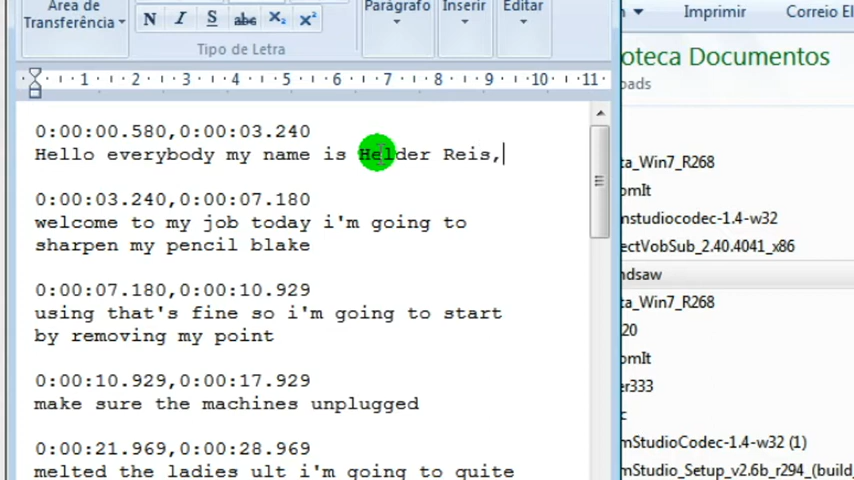 Área de
Transferência
N I S abc X₂ X²
Parágrafo
Inserir
Editar
Tipo de Letra
Imprimir
Correio El
oteca Documentos
oads
1 2 3 4 5 6 7 8 9 10 11
0:00:00.580,0:00:03.240
Hello everybody my name is Helder Reis,
0:00:03.240,0:00:07.180
welcome to my job today i'm going to
sharpen my pencil blake
0:00:07.180,0:00:10.929
using that's fine so i'm going to start
by removing my point
0:00:10.929,0:00:17.929
make sure the machines unplugged
0:00:21.969,0:00:28.969
melted the ladies ult i'm going to quite
ta_Win7_R268
omIt
mstudiocodec-1.4-w32
ectVobSub_2.40.4041_x86
ndsaw
ta_Win7_R268
20
omIt
er333
c
mStudioCodec-1.4-w32 (1)
mStudio_Setup_v2.6b_r294_(build_